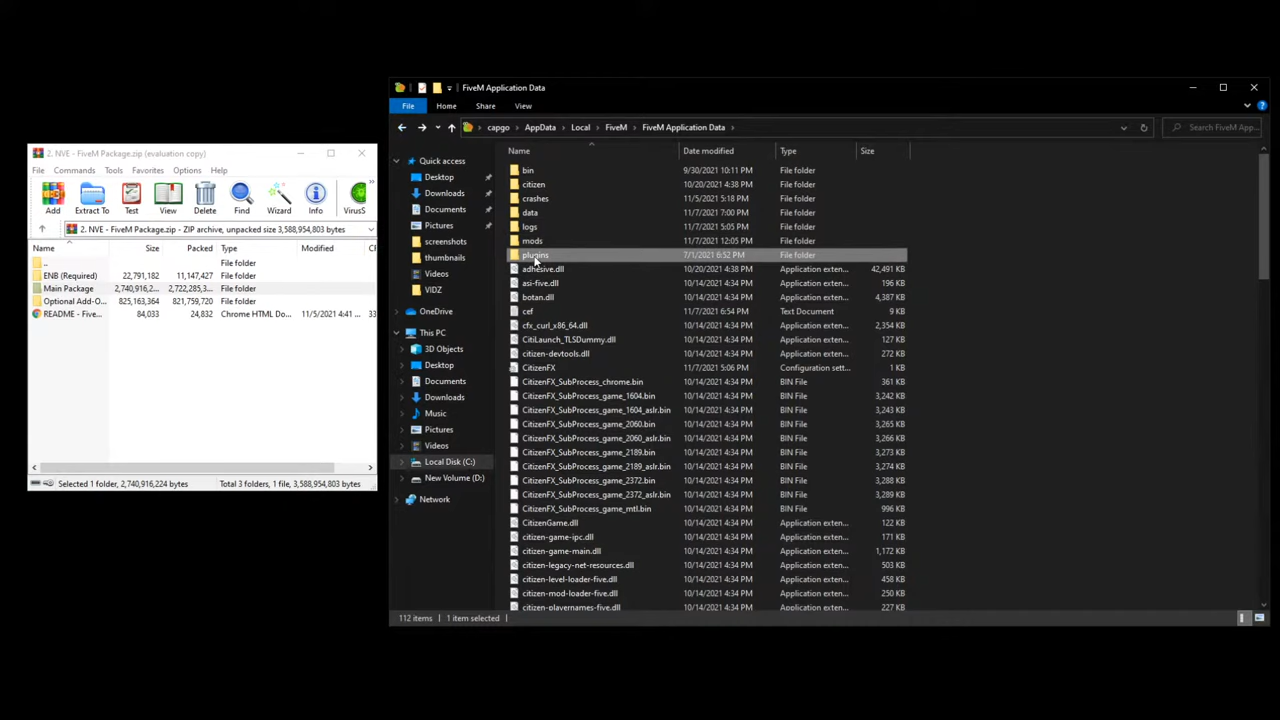 2. NVE - FiveM Package.zip (evaluation copy)
File Commands Tools Favorites Options Help
Add Extract To Test View Delete Find Wizard Info VirusS
2. NVE - FiveM Package.zip - ZIP archive, unpacked size 3,588,954,803 bytes
Name Size Packed Type Modified CF
.. File folder
ENB (Required) 22,791,182 11,147,427 File folder
Main Package 2,740,916,2... 2,722,285,3... File folder
Optional Add-O... 825,163,364 821,759,720 File folder
README - Five... 84,033 24,832 Chrome HTML Do... 11/5/2021 4:41 ... 33
Selected 1 folder, 2,740,916,224 bytes Total 3 folders, 1 file, 3,588,954,803 bytes
FiveM Application Data
File Home Share View
capgo AppData Local FiveM FiveM Application Data
Search FiveM App...
Quick access
Desktop
Downloads
Documents
Pictures
screenshots
thumbnails
Videos
VIDZ
OneDrive
This PC
3D Objects
Desktop
Documents
Downloads
Music
Pictures
Videos
Local Disk (C:)
New Volume (D:)
Network
Name Date modified Type Size
bin 9/30/2021 10:11 PM File folder
citizen 10/20/2021 4:38 PM File folder
crashes 11/5/2021 5:18 PM File folder
data 11/7/2021 7:00 PM File folder
logs 11/7/2021 5:05 PM File folder
mods 11/7/2021 12:05 PM File folder
plugins 7/1/2021 6:52 PM File folder
adhesive.dll 10/20/2021 4:38 PM Application exten... 42,491 KB
asi-five.dll 10/14/2021 4:34 PM Application exten... 196 KB
botan.dll 10/14/2021 4:34 PM Application exten... 4,387 KB
cef 11/7/2021 6:54 PM Text Document 9 KB
cfx_curl_x86_64.dll 10/14/2021 4:34 PM Application exten... 2,354 KB
CitiLaunch_TLSDummy.dll 10/14/2021 4:34 PM Application exten... 127 KB
citizen-devtools.dll 10/14/2021 4:34 PM Application exten... 272 KB
CitizenFX 11/7/2021 5:06 PM Configuration sett... 1 KB
CitizenFX_SubProcess_chrome.bin 10/14/2021 4:34 PM BIN File 361 KB
CitizenFX_SubProcess_game_1604.bin 10/14/2021 4:34 PM BIN File 3,242 KB
CitizenFX_SubProcess_game_1604_aslr.bin 10/14/2021 4:34 PM BIN File 3,243 KB
CitizenFX_SubProcess_game_2060.bin 10/14/2021 4:34 PM BIN File 3,265 KB
CitizenFX_SubProcess_game_2060_aslr.bin 10/14/2021 4:34 PM BIN File 3,266 KB
CitizenFX_SubProcess_game_2189.bin 10/14/2021 4:34 PM BIN File 3,273 KB
CitizenFX_SubProcess_game_2189_aslr.bin 10/14/2021 4:34 PM BIN File 3,274 KB
CitizenFX_SubProcess_game_2372.bin 10/14/2021 4:34 PM BIN File 3,288 KB
CitizenFX_SubProcess_game_2372_aslr.bin 10/14/2021 4:34 PM BIN File 3,289 KB
CitizenFX_SubProcess_game_mtl.bin 10/14/2021 4:34 PM BIN File 996 KB
CitizenGame.dll 10/14/2021 4:34 PM Application exten... 122 KB
citizen-game-ipc.dll 10/14/2021 4:34 PM Application exten... 171 KB
citizen-game-main.dll 10/14/2021 4:34 PM Application exten... 1,172 KB
citizen-legacy-net-resources.dll 10/14/2021 4:34 PM Application exten... 503 KB
citizen-level-loader-five.dll 10/14/2021 4:34 PM Application exten... 458 KB
citizen-mod-loader-five.dll 10/14/2021 4:34 PM Application exten... 250 KB
citizen-playernames-five.dll 10/14/2021 4:34 PM Application exten... 227 KB
112 items 1 item selected